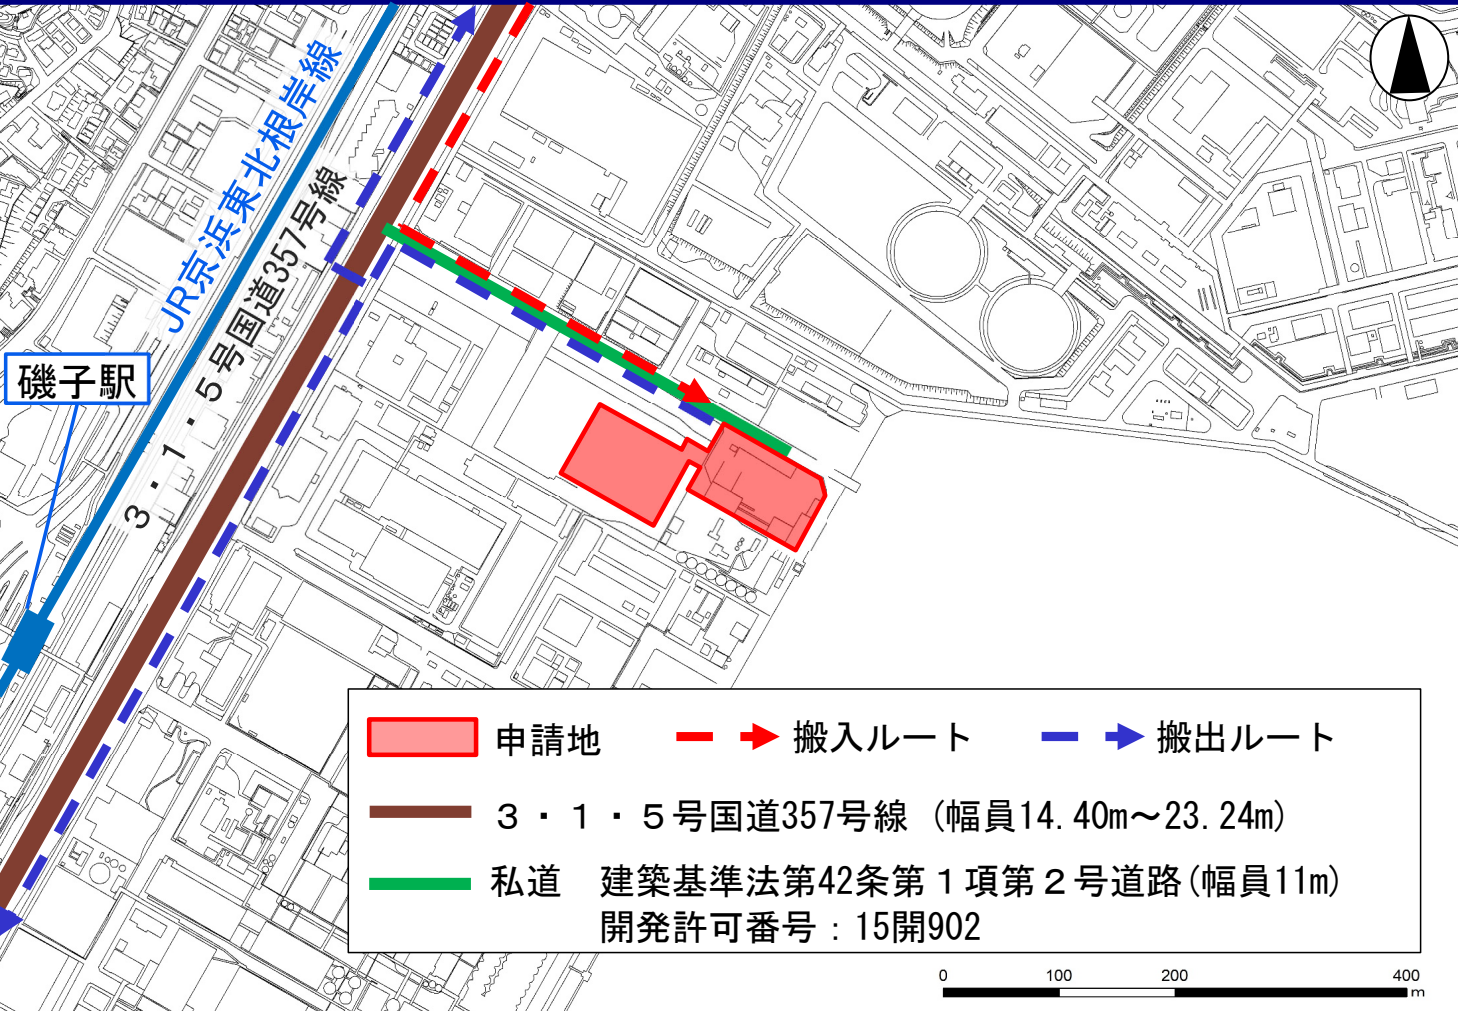 JR京浜東北根岸線
3・1・5号国道357号線
磯子駅
申請地
搬入ルート
搬出ルート
3・1・5号国道357号線（幅員14.40m～23.24m）
私道　建築基準法第42条第1項第2号道路（幅員11m）
開発許可番号：15開902
0 100 200 400
m